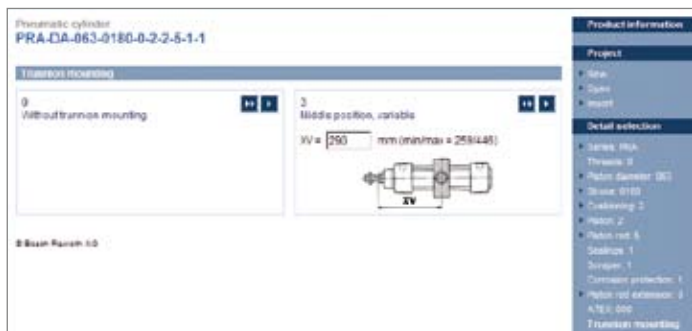 Pneumatic cylinder
PRA-DA-063-0180-0-2-2-5-1-1
Trunnion mounting
0
Without trunnion mounting
3
Middle position, variable
XV = 290 mm (min/max = 259/446)
XV
© Bosch Rexroth AG
Product information
Project
New
Open
Insert
Detail selection
Series: PRA
Threads: 0
Piston diameter: 063
Stroke: 0180
Cushioning: 2
Piston: 2
Piston rod: 5
Sealings: 1
Scraper: 1
Corrosion protection: 1
Piston rod extension: 0
ATEX: 000
Trunnion mounting